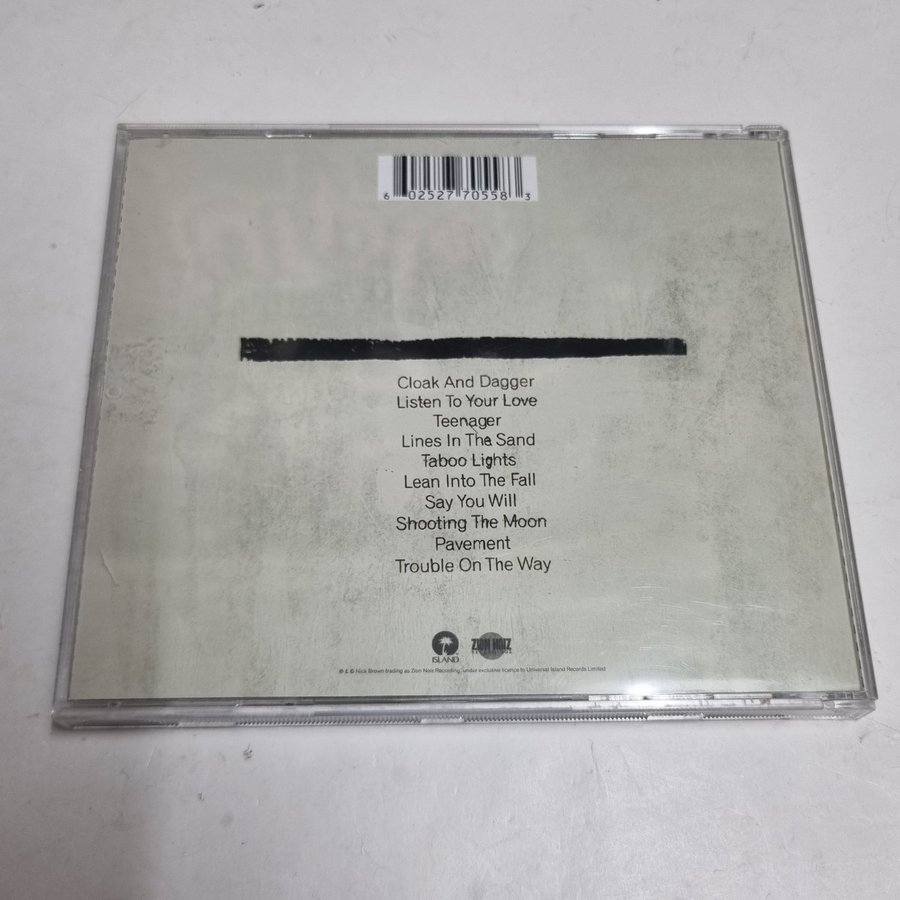 6 02527 70558 3
Cloak And Dagger
Listen To Your Love
Teenager
Lines In The Sand
Taboo Lights
Lean Into The Fall
Say You Will
Shooting The Moon
Pavement
Trouble On The Way
ISLAND
ZION NOIZ
℗ & © Nick Brown trading as Zion Noiz Recording, under exclusive licence to Universal Island Records Limited